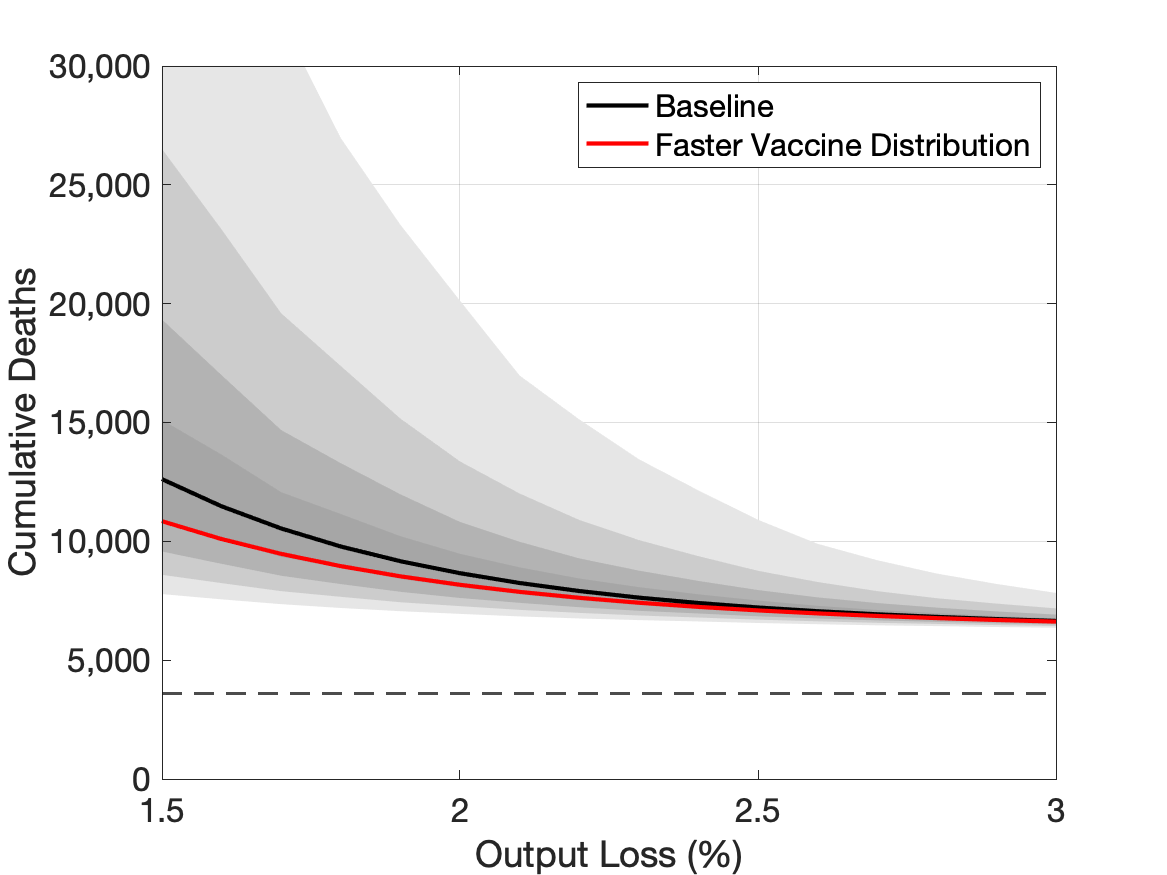 30,000
25,000
20,000
15,000
10,000
5,000
0
Cumulative Deaths
Baseline
Faster Vaccine Distribution
1.5
2
2.5
3
Output Loss (%)